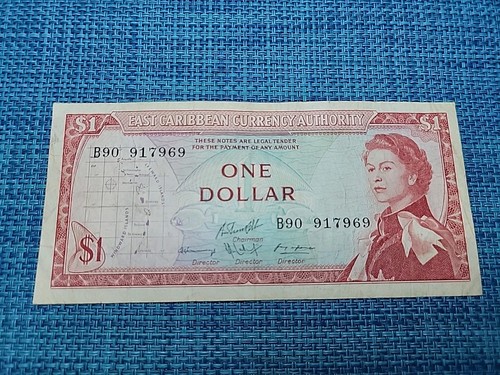 $1 EAST CARIBBEAN CURRENCY AUTHORITY $1
THESE NOTES ARE LEGAL TENDER
FOR THE PAYMENT OF ANY AMOUNT
B90 917969
ONE
DOLLAR
B90 917969
Chairman
$1
Director Director Director